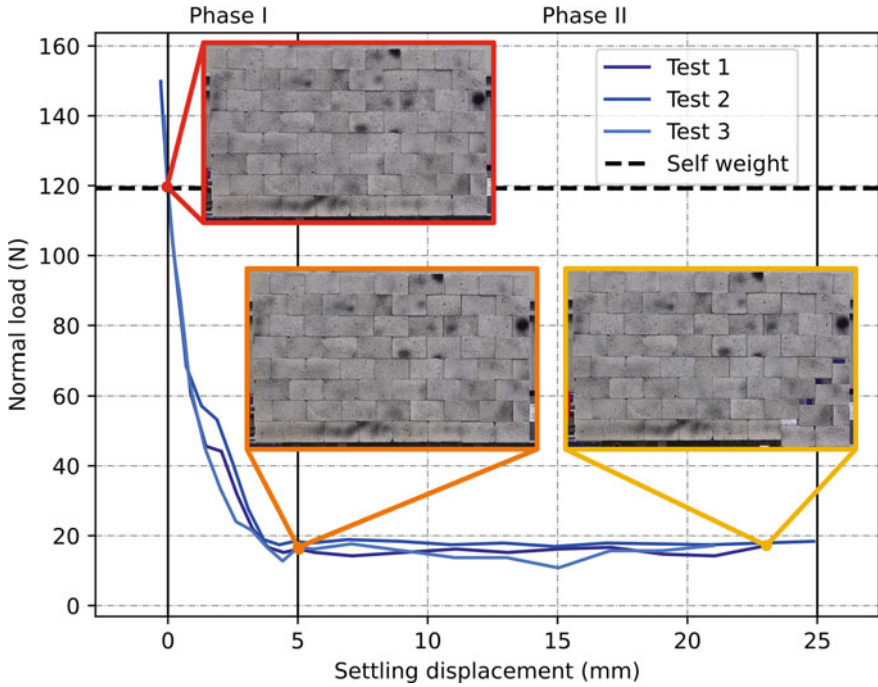 Phase I
Phase II
160
140
120
100
80
60
40
20
0
Normal load (N)
Test 1
Test 2
Test 3
Self weight
0
5
10
15
20
25
Settling displacement (mm)